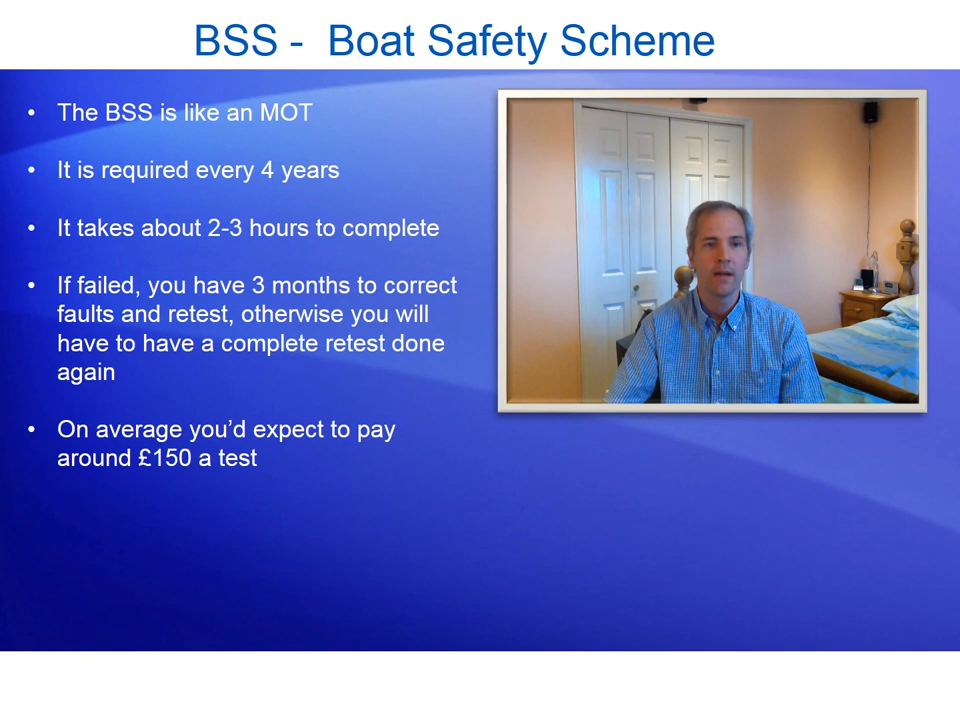 BSS -  Boat Safety Scheme
• The BSS is like an MOT
• It is required every 4 years
• It takes about 2-3 hours to complete
• If failed, you have 3 months to correct
faults and retest, otherwise you will
have to have a complete retest done
again
• On average you’d expect to pay
around £150 a test